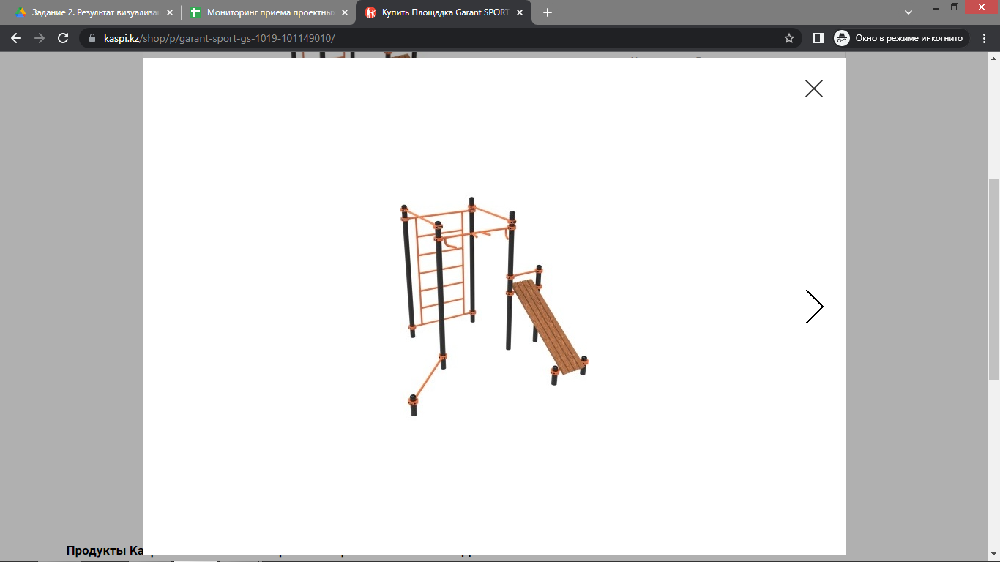 Задание 2. Результат визуализа
Мониторинг приема проектны
Купить Площадка Garant SPORT
kaspi.kz/shop/p/garant-sport-gs-1019-101149010/
Окно в режиме инкогнито
Продукты Ka